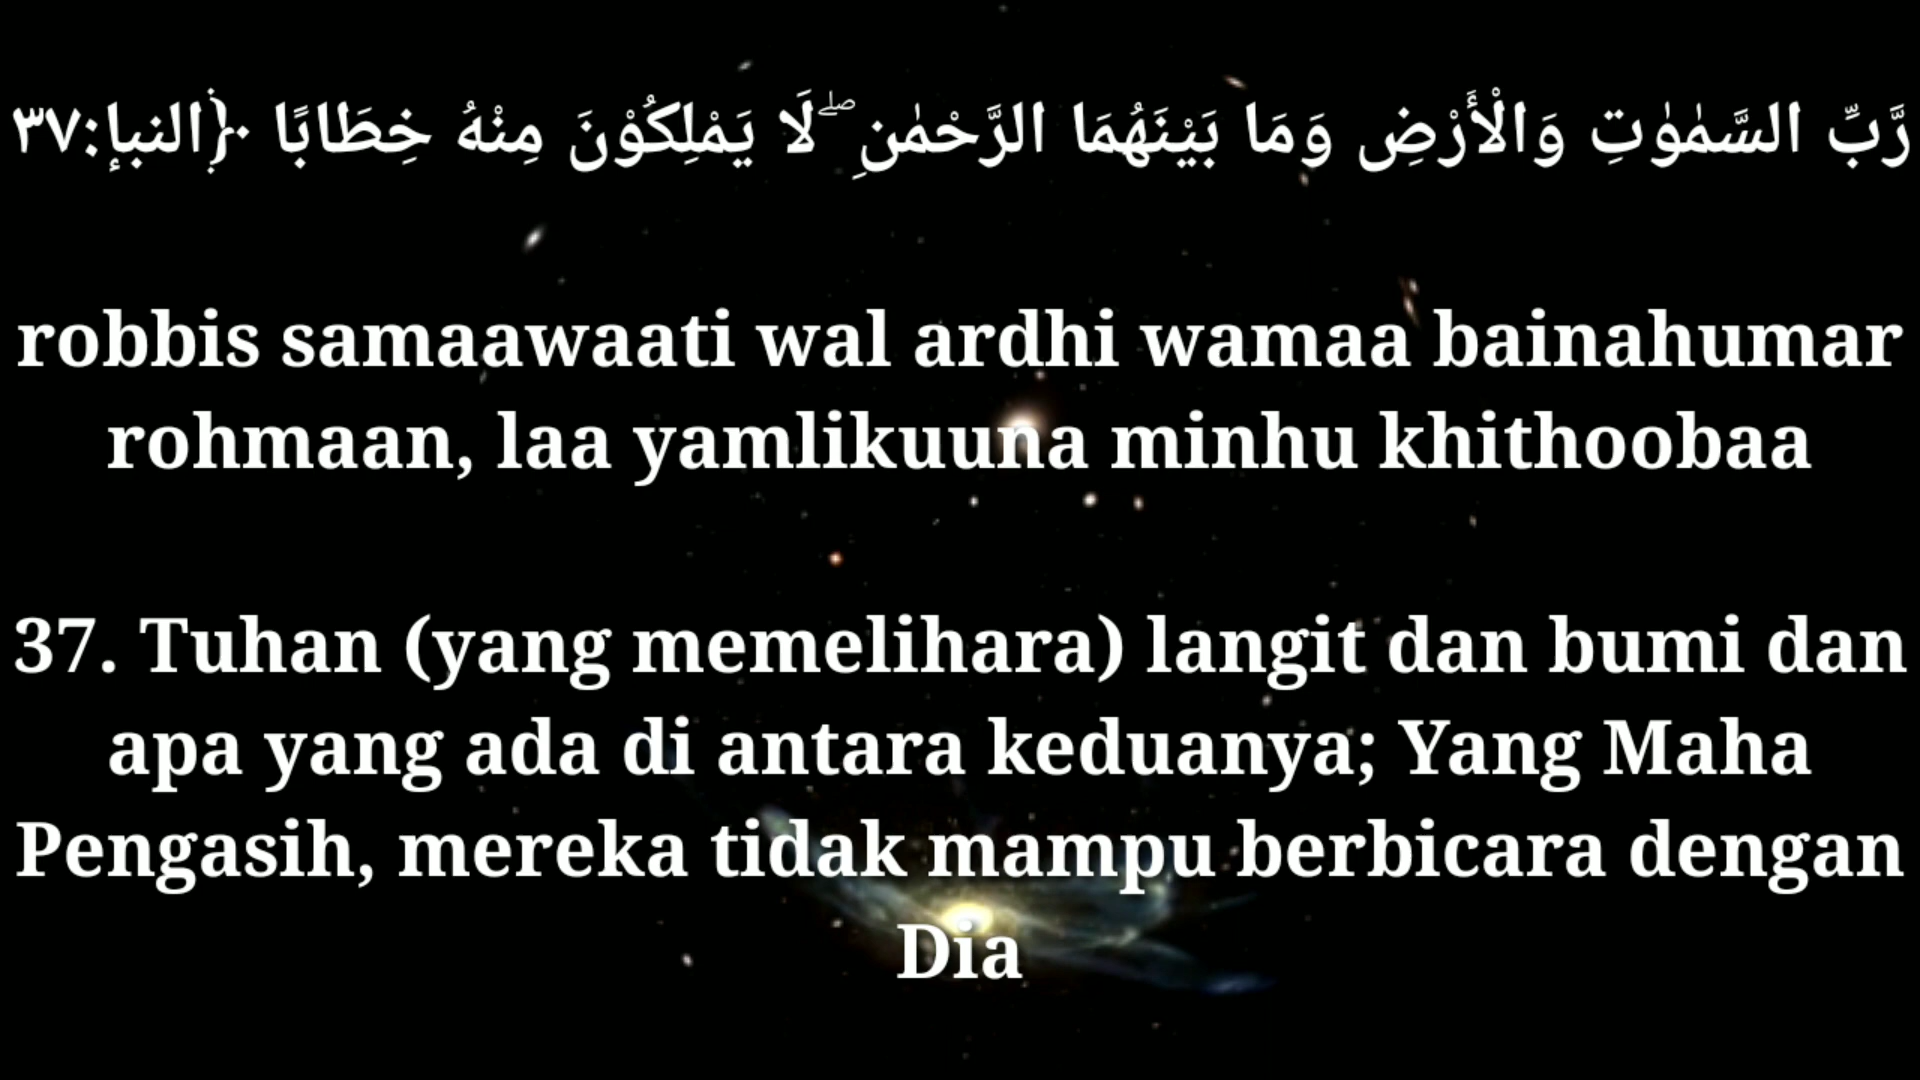 رَّبِّ السَّمٰوٰتِ وَالْأَرْضِ وَمَا بَيْنَهُمَا الرَّحْمٰنِ ۖ لَا يَمْلِكُوْنَ مِنْهُ خِطَابًا ﴿النبإ:٣٧
robbis samaawaati wal ardhi wamaa bainahumar
rohmaan, laa yamlikuuna minhu khithoobaa
37. Tuhan (yang memelihara) langit dan bumi dan
apa yang ada di antara keduanya; Yang Maha
Pengasih, mereka tidak mampu berbicara dengan
Dia